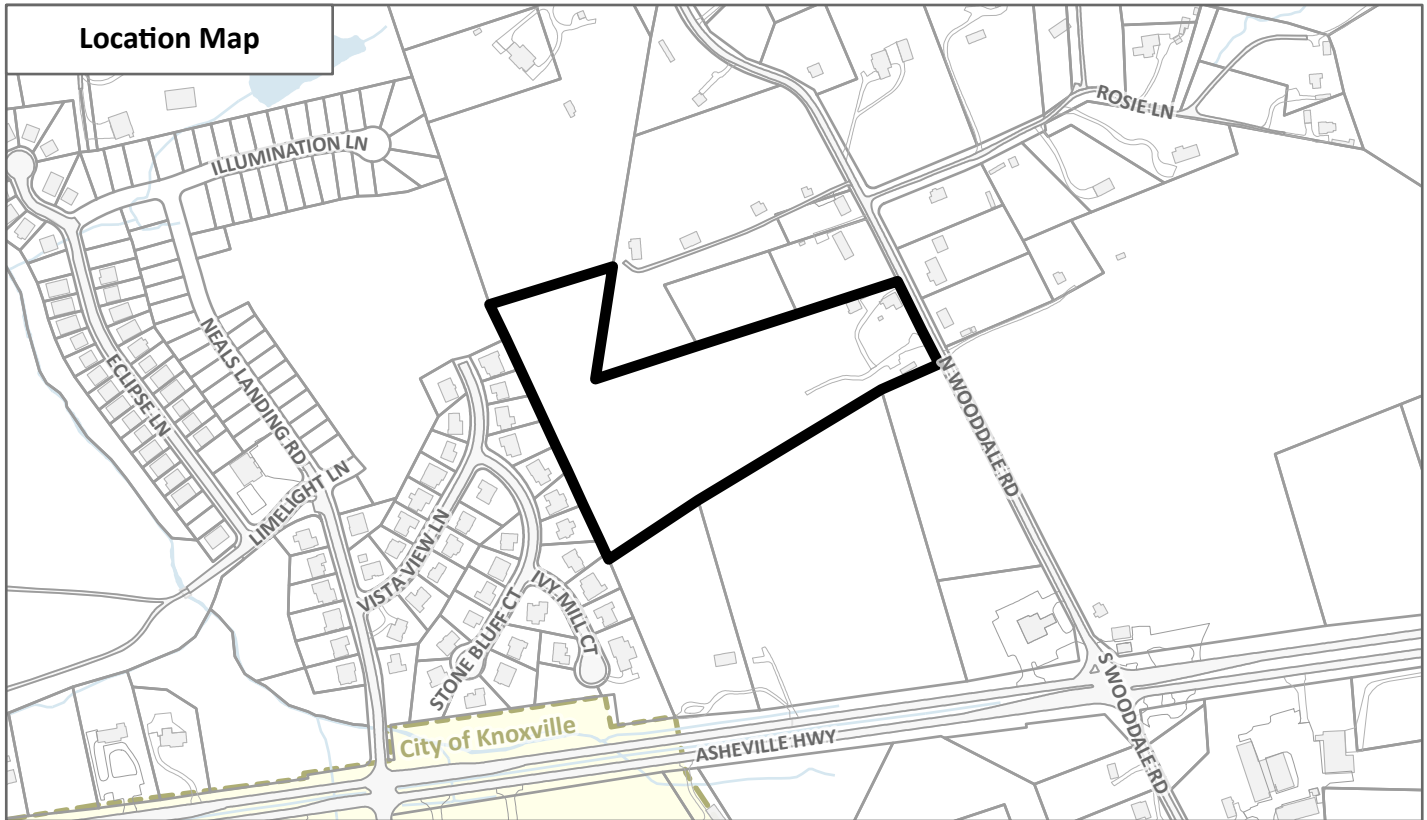 Location Map
ROSIE LN
ILLUMINATION LN
NEALS LANDING RD
ECLIPSE LN
LIMELIGHT LN
N WOODDALE RD
VISTA VIEW LN
IVY MILL CT
STONE BLUFF CT
S WOODDALE RD
City of Knoxville
ASHEVILLE HWY